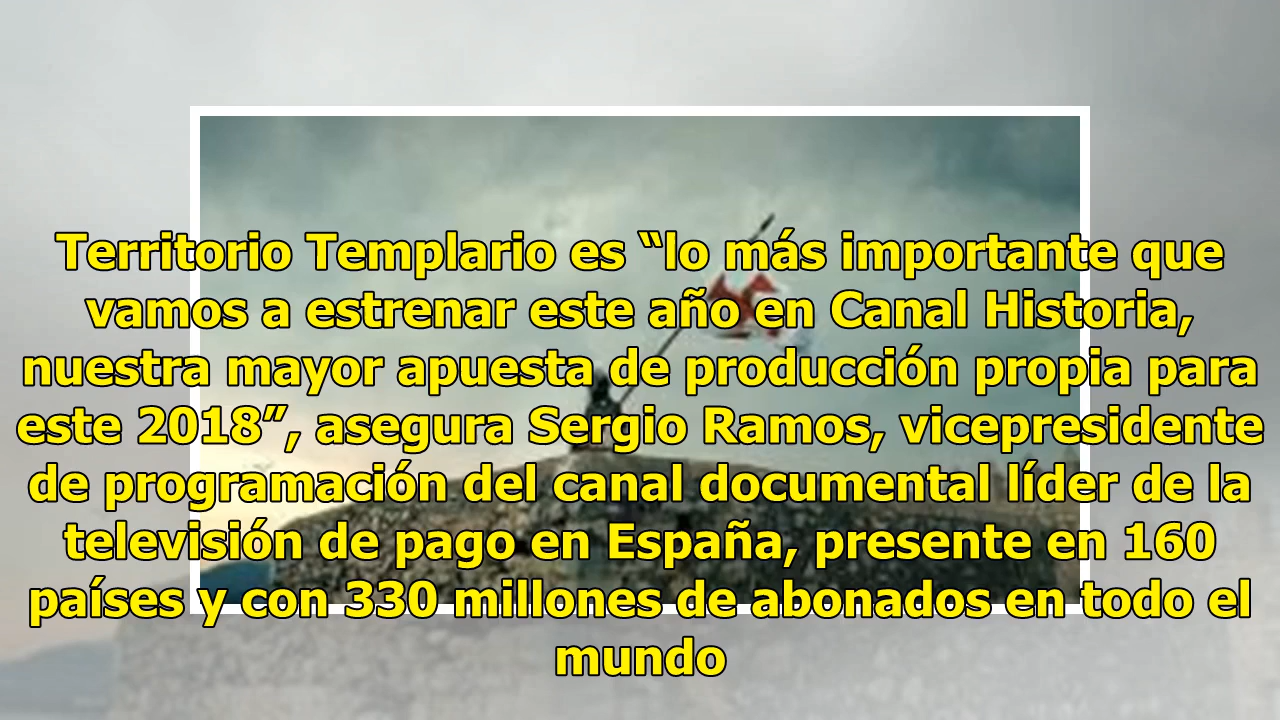 Territorio Templario es “lo más importante que
vamos a estrenar este año en Canal Historia,
nuestra mayor apuesta de producción propia para
este 2018”, asegura Sergio Ramos, vicepresidente
de programación del canal documental líder de la
televisión de pago en España, presente en 160
países y con 330 millones de abonados en todo el
mundo